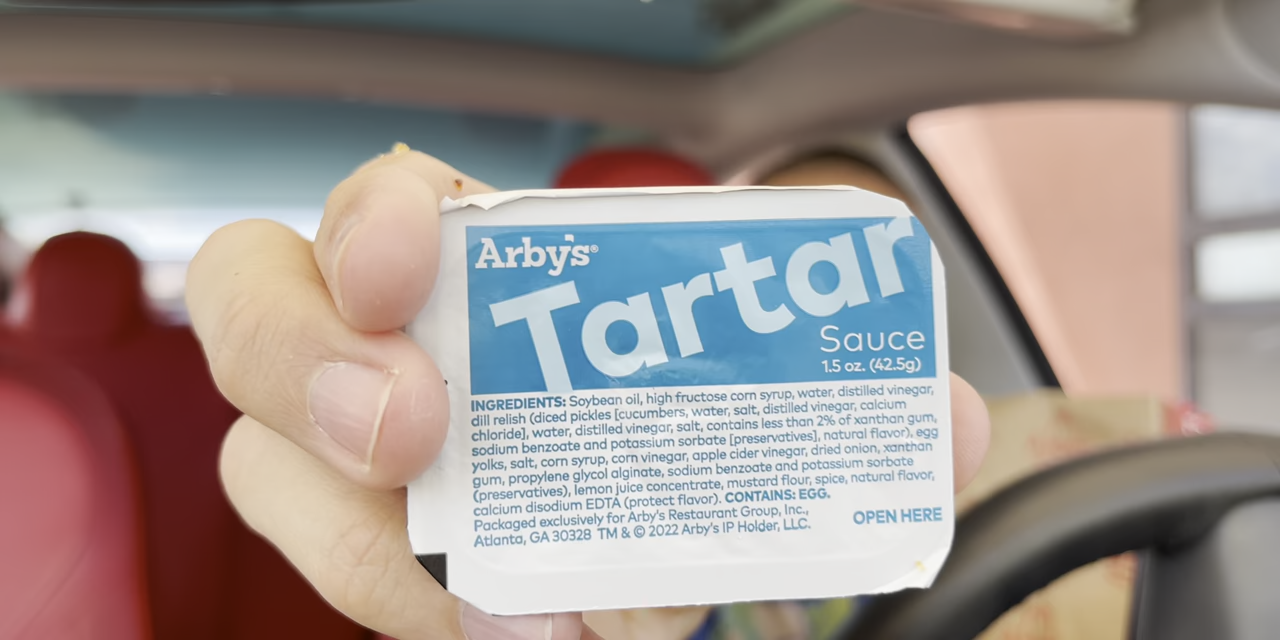 Arby's®
Tartar
Sauce
1.5 oz. (42.5g)
INGREDIENTS: Soybean oil, high fructose corn syrup, water, distilled vinegar,
dill relish (diced pickles [cucumbers, water, salt, distilled vinegar, calcium
chloride], water, distilled vinegar, salt, contains less than 2% of xanthan gum,
sodium benzoate and potassium sorbate [preservatives], natural flavor), egg
yolks, salt, corn syrup, corn vinegar, apple cider vinegar, dried onion, xanthan
gum, propylene glycol alginate, sodium benzoate and potassium sorbate
(preservatives), lemon juice concentrate, mustard flour, spice, natural flavor,
calcium disodium EDTA (protect flavor). CONTAINS: EGG.
Packaged exclusively for Arby's Restaurant Group, Inc.,
Atlanta, GA 30328 TM & © 2022 Arby's IP Holder, LLC.
OPEN HERE